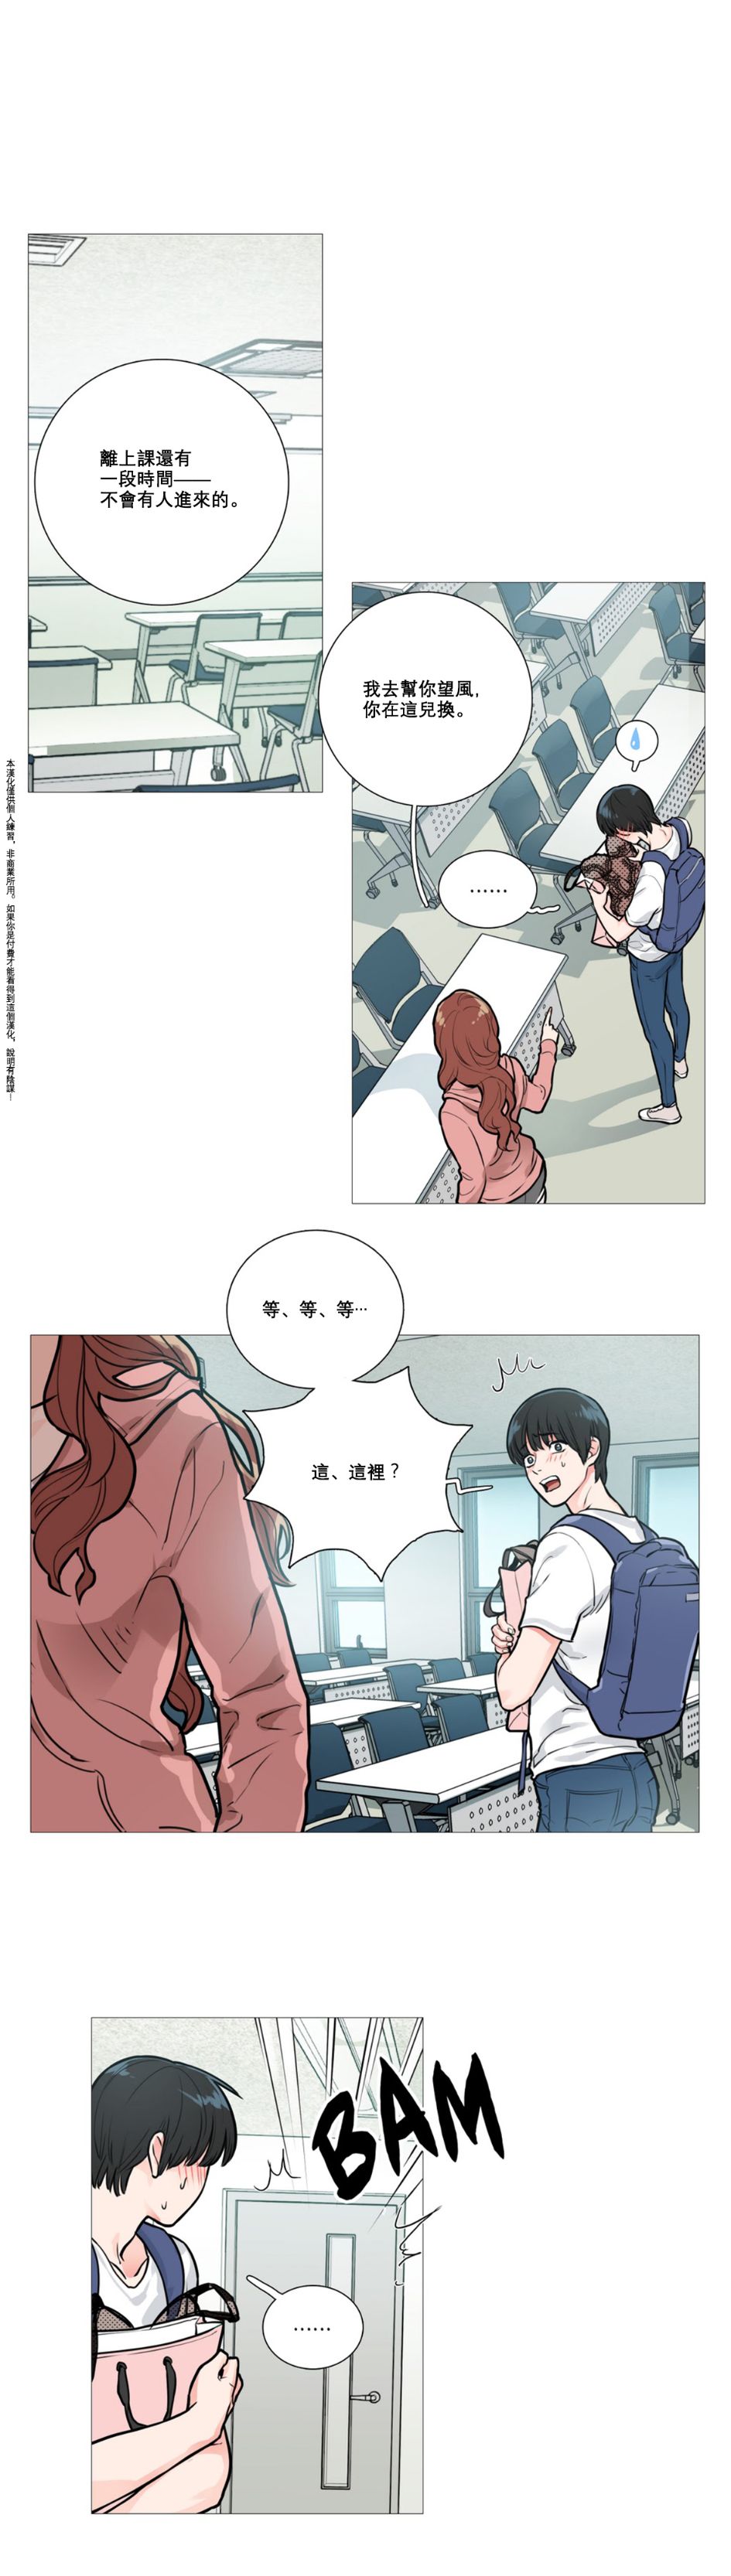 離上課還有
一段時間——
不會有人進來的。
我去幫你望風,
你在這兒換。
……
本漢化僅供個人練習，非商業所用。如果你是付費才能看得到這個漢化，說明有陰謀…
等、等、等…
這、這裡？
BAM
……